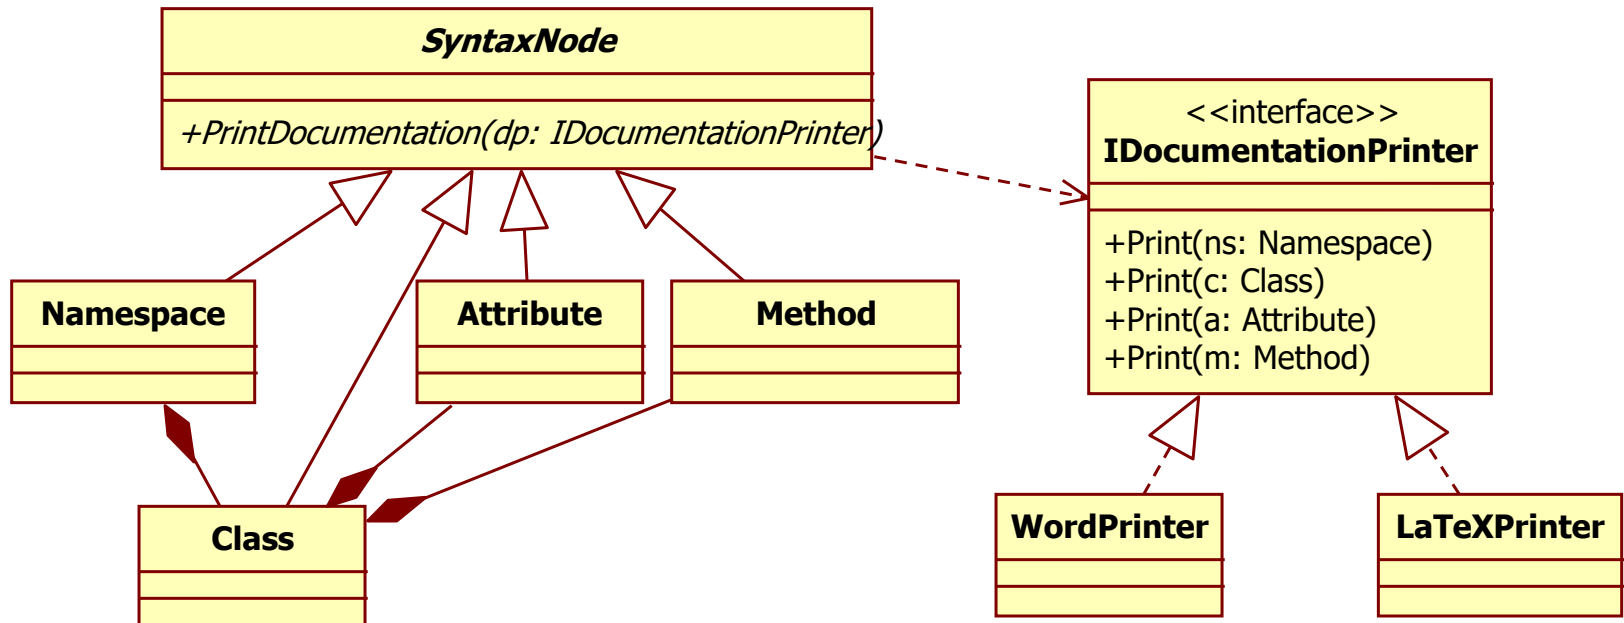 SyntaxNode
+PrintDocumentation(dp: IDocumentationPrinter)
<<interface>>
IDocumentationPrinter
+Print(ns: Namespace)
+Print(c: Class)
+Print(a: Attribute)
+Print(m: Method)
Namespace
Attribute
Method
Class
WordPrinter
LaTeXPrinter